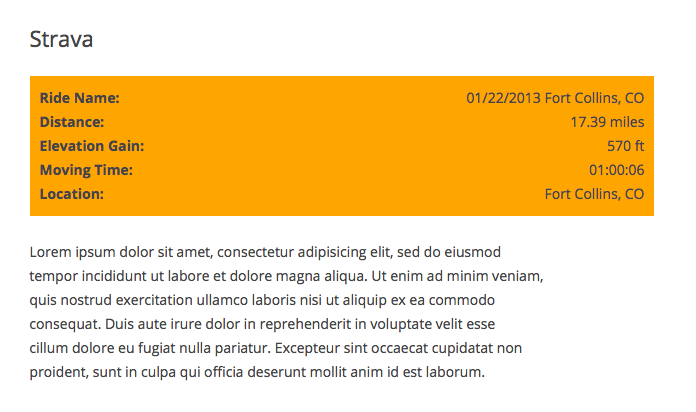 Strava
Ride Name: 01/22/2013 Fort Collins, CO
Distance: 17.39 miles
Elevation Gain: 570 ft
Moving Time: 01:00:06
Location: Fort Collins, CO
Lorem ipsum dolor sit amet, consectetur adipisicing elit, sed do eiusmod
tempor incididunt ut labore et dolore magna aliqua. Ut enim ad minim veniam,
quis nostrud exercitation ullamco laboris nisi ut aliquip ex ea commodo
consequat. Duis aute irure dolor in reprehenderit in voluptate velit esse
cillum dolore eu fugiat nulla pariatur. Excepteur sint occaecat cupidatat non
proident, sunt in culpa qui officia deserunt mollit anim id est laborum.